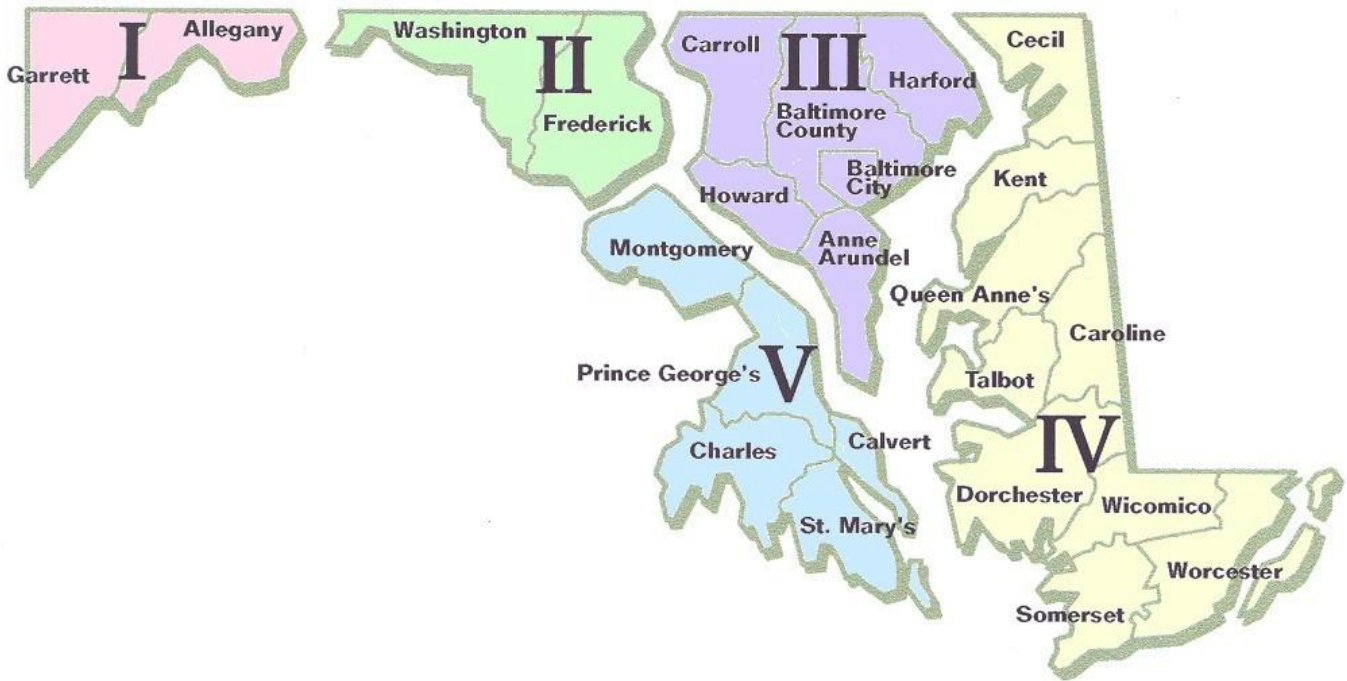 I
Allegany
Garrett
Washington
II
Frederick
Carroll
III
Harford
Baltimore
County
Baltimore
City
Howard
Anne
Arundel
Cecil
Kent
Queen Anne's
Caroline
Talbot
IV
Dorchester
Wicomico
Worcester
Somerset
Montgomery
Prince George's
V
Charles
Calvert
St. Mary's